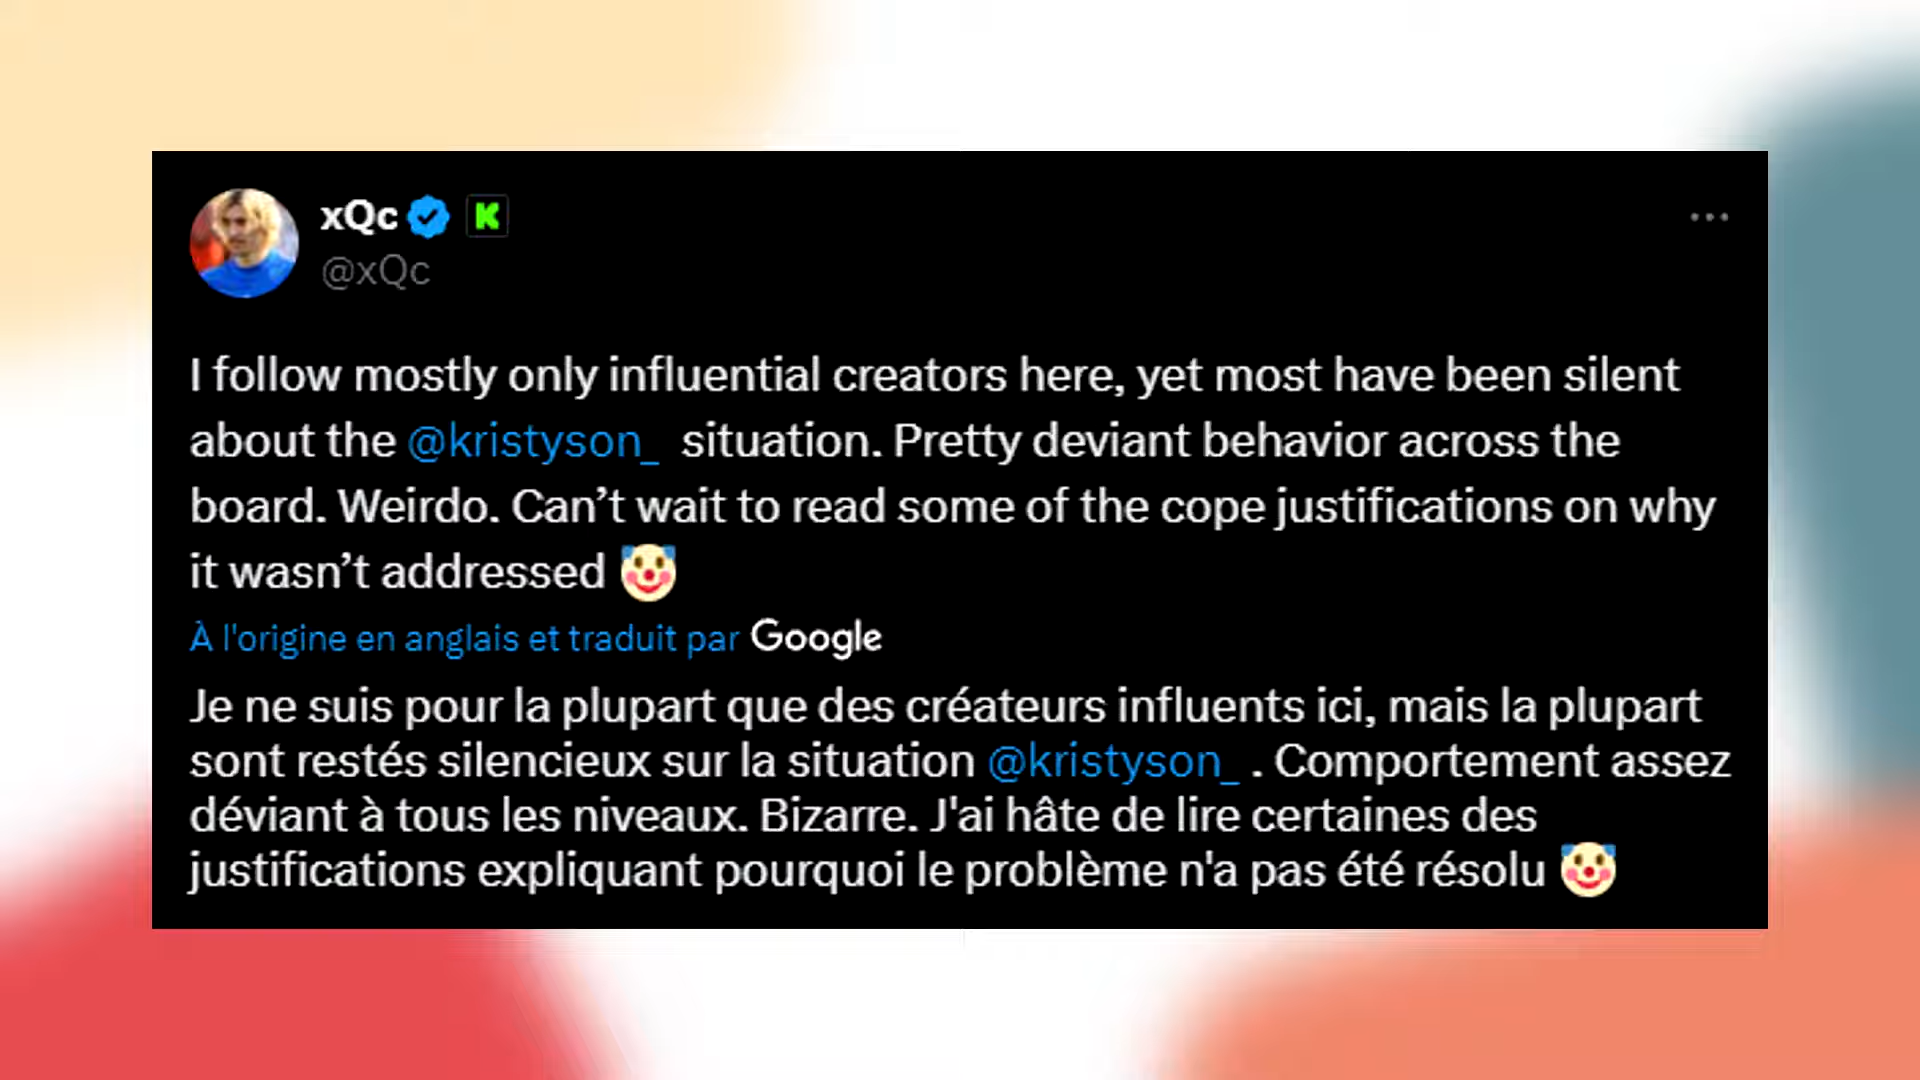 xQc
@xQc
I follow mostly only influential creators here, yet most have been silent
about the @kristyson_ situation. Pretty deviant behavior across the
board. Weirdo. Can’t wait to read some of the cope justifications on why
it wasn’t addressed 🤡
À l'origine en anglais et traduit par Google
Je ne suis pour la plupart que des créateurs influents ici, mais la plupart
sont restés silencieux sur la situation @kristyson_ . Comportement assez
déviant à tous les niveaux. Bizarre. J'ai hâte de lire certaines des
justifications expliquant pourquoi le problème n'a pas été résolu 🤡